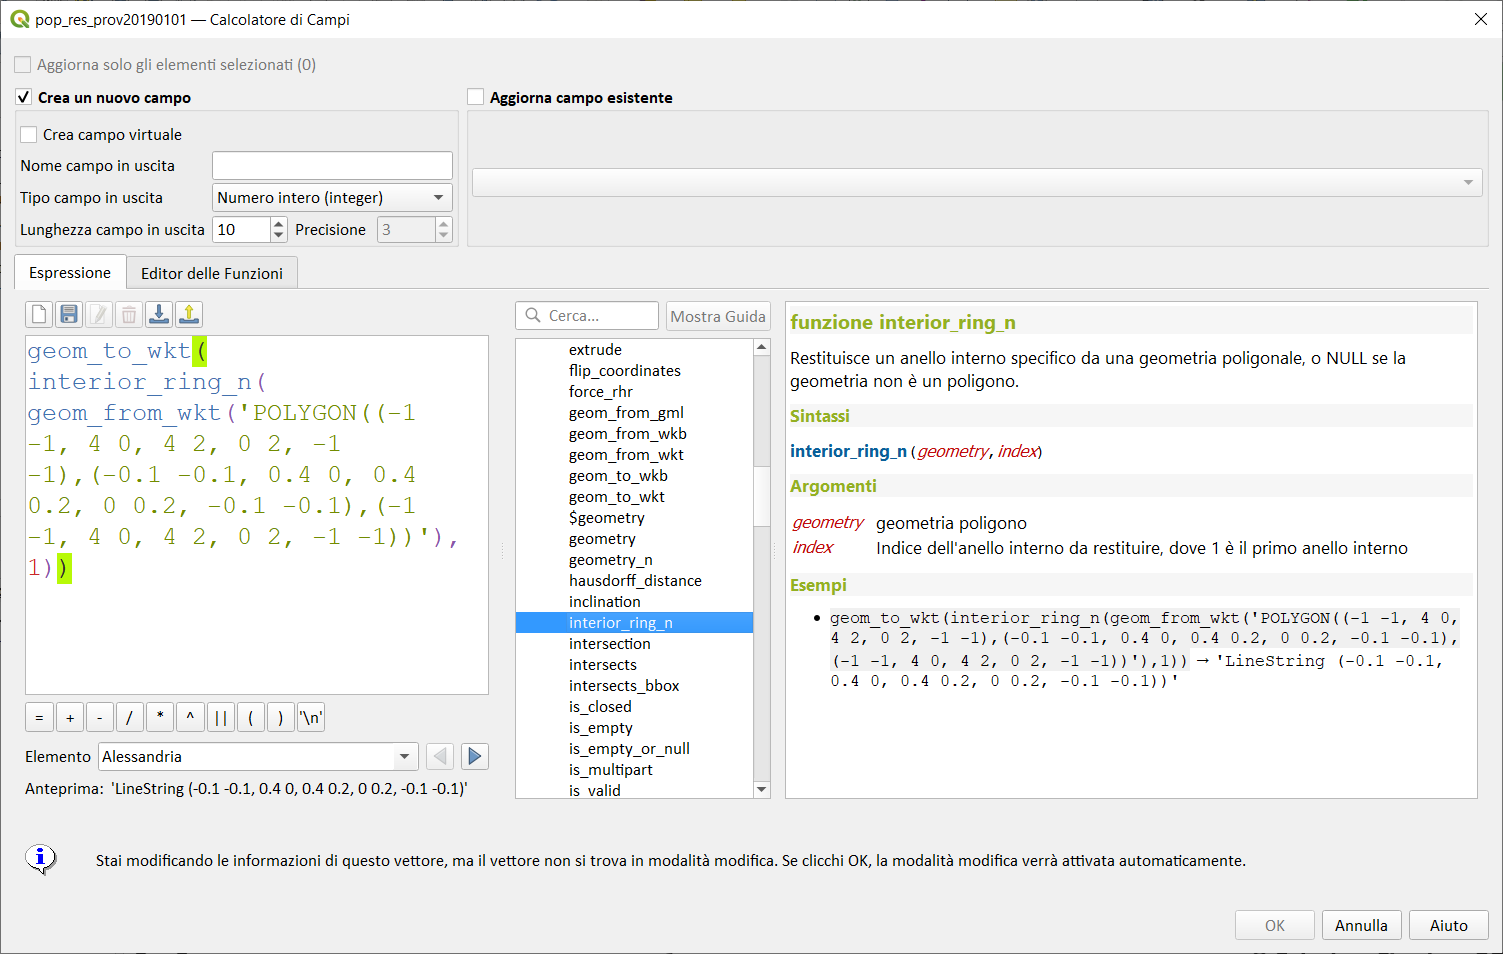 pop_res_prov20190101 — Calcolatore di Campi
Aggiorna solo gli elementi selezionati (0)
Crea un nuovo campo
Aggiorna campo esistente
Crea campo virtuale
Nome campo in uscita
Tipo campo in uscita
Numero intero (integer)
Lunghezza campo in uscita
10
Precisione
3
Espressione
Editor delle Funzioni
geom_to_wkt(
interior_ring_n(
geom_from_wkt('POLYGON((-1
-1, 4 0, 4 2, 0 2, -1
-1),(-0.1 -0.1, 0.4 0, 0.4
0.2, 0 0.2, -0.1 -0.1),(-1
-1, 4 0, 4 2, 0 2, -1 -1))'),
1))
= + - / * ^ || ( ) '\n'
Elemento
Alessandria
Anteprima: 'LineString (-0.1 -0.1, 0.4 0, 0.4 0.2, 0 0.2, -0.1 -0.1)'
Cerca...
Mostra Guida
extrude
flip_coordinates
force_rhr
geom_from_gml
geom_from_wkb
geom_from_wkt
geom_to_wkb
geom_to_wkt
$geometry
geometry
geometry_n
hausdorff_distance
inclination
interior_ring_n
intersection
intersects
intersects_bbox
is_closed
is_empty
is_empty_or_null
is_multipart
is_valid
funzione interior_ring_n
Restituisce un anello interno specifico da una geometria poligonale, o NULL se la
geometria non è un poligono.
Sintassi
interior_ring_n(geometry, index)
Argomenti
geometry geometria poligono
index Indice dell'anello interno da restituire, dove 1 è il primo anello interno
Esempi
• geom_to_wkt(interior_ring_n(geom_from_wkt('POLYGON((-1 -1, 4 0,
4 2, 0 2, -1 -1),(-0.1 -0.1, 0.4 0, 0.4 0.2, 0 0.2, -0.1 -0.1),
(-1 -1, 4 0, 4 2, 0 2, -1 -1))'),1)) → 'LineString (-0.1 -0.1,
0.4 0, 0.4 0.2, 0 0.2, -0.1 -0.1))'
Stai modificando le informazioni di questo vettore, ma il vettore non si trova in modalità modifica. Se clicchi OK, la modalità modifica verrà attivata automaticamente.
OK
Annulla
Aiuto